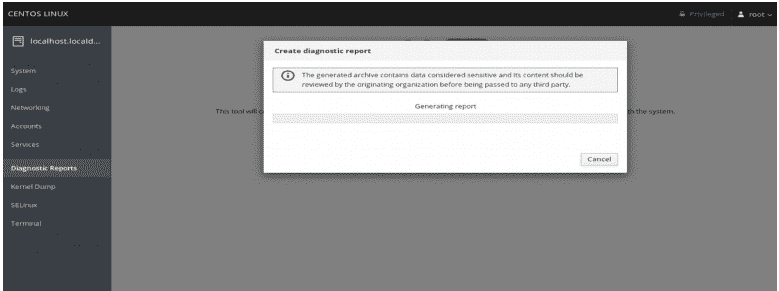 CENTOS LINUX
Privileged
root
localhost.locald...
System
Logs
Networking
Accounts
Services
Diagnostic Reports
Kernel Dump
SELinux
Terminal
This tool will
th the system.
Create diagnostic report
The generated archive contains data considered sensitive and its content should be
reviewed by the originating organization before being passed to any third party.
Generating report
Cancel